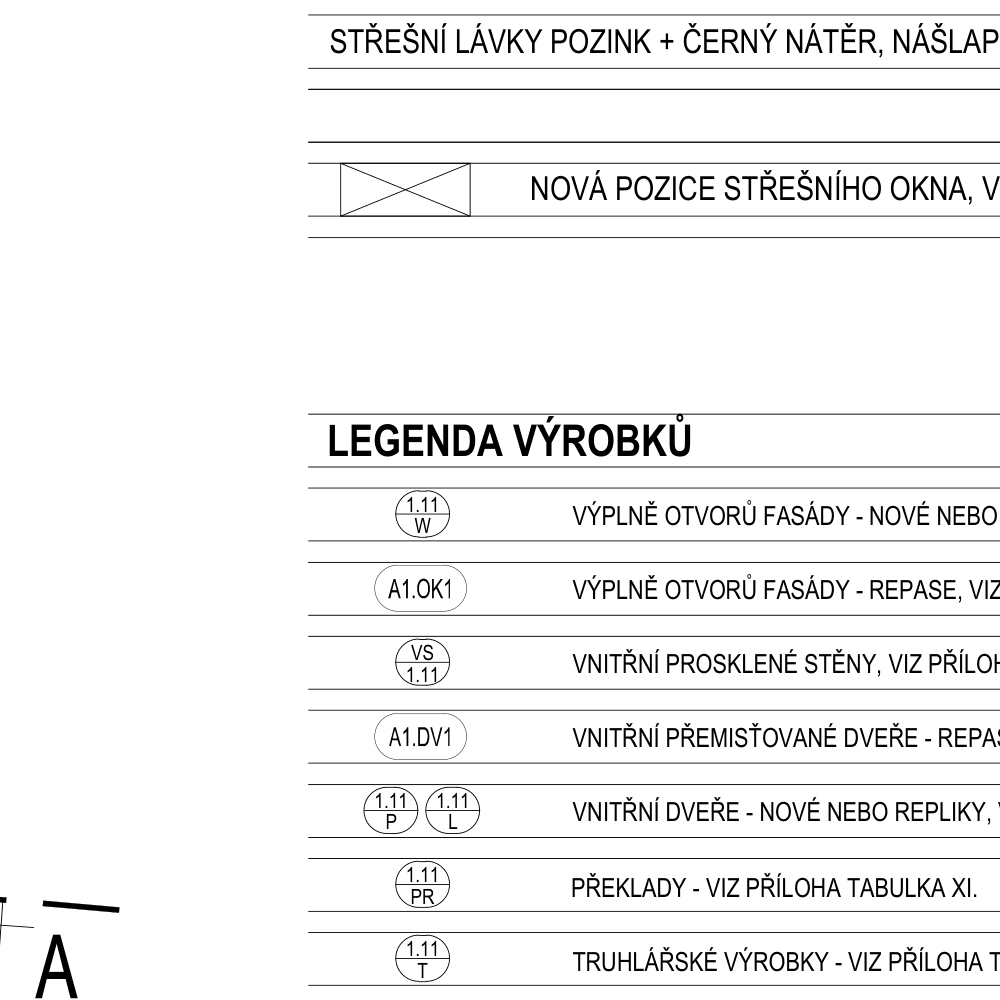 STŘEŠNÍ LÁVKY POZINK + ČERNÝ NÁTĚR, NÁŠLAP
NOVÁ POZICE STŘEŠNÍHO OKNA, V
LEGENDA VÝROBKŮ
1.11
W
VÝPLNĚ OTVORŮ FASÁDY - NOVÉ NEBO
A1.OK1
VÝPLNĚ OTVORŮ FASÁDY - REPASE, VIZ
VS
1.11
VNITŘNÍ PROSKLENÉ STĚNY, VIZ PŘÍLOH
A1.DV1
VNITŘNÍ PŘEMISŤOVANÉ DVEŘE - REPAS
1.11 1.11
P L
VNITŘNÍ DVEŘE - NOVÉ NEBO REPLIKY,
1.11
PR
PŘEKLADY - VIZ PŘÍLOHA TABULKA XI.
1.11
T
TRUHLÁŘSKÉ VÝROBKY - VIZ PŘÍLOHA T
A